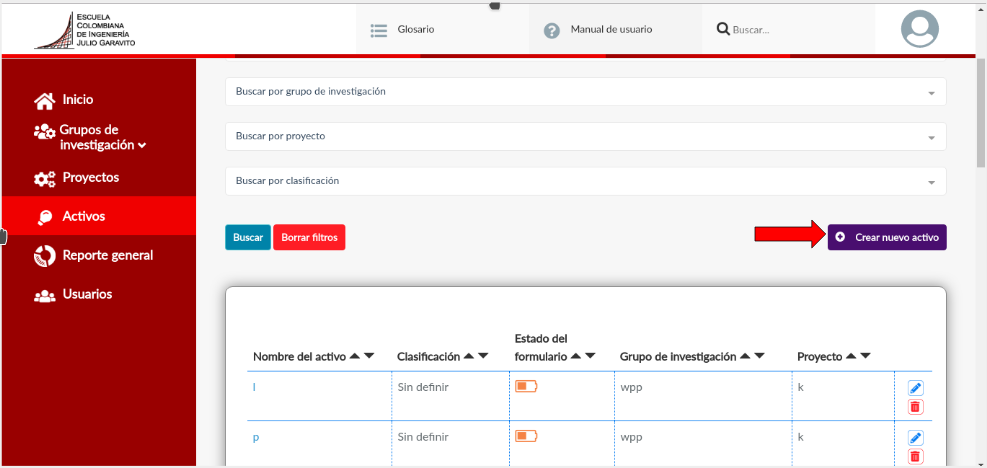 ESCUELA
COLOMBIANA
DE INGENIERÍA
JULIO GARAVITO
Glosario
Manual de usuario
Buscar...
Inicio
Grupos de
investigación
Proyectos
Activos
Reporte general
Usuarios
Buscar por grupo de investigación
Buscar por proyecto
Buscar por clasificación
Buscar
Borrar filtros
Crear nuevo activo
Nombre del activo
Clasificación
Estado del
formulario
Grupo de investigación
Proyecto
l
Sin definir
wpp
k
p
Sin definir
wpp
k